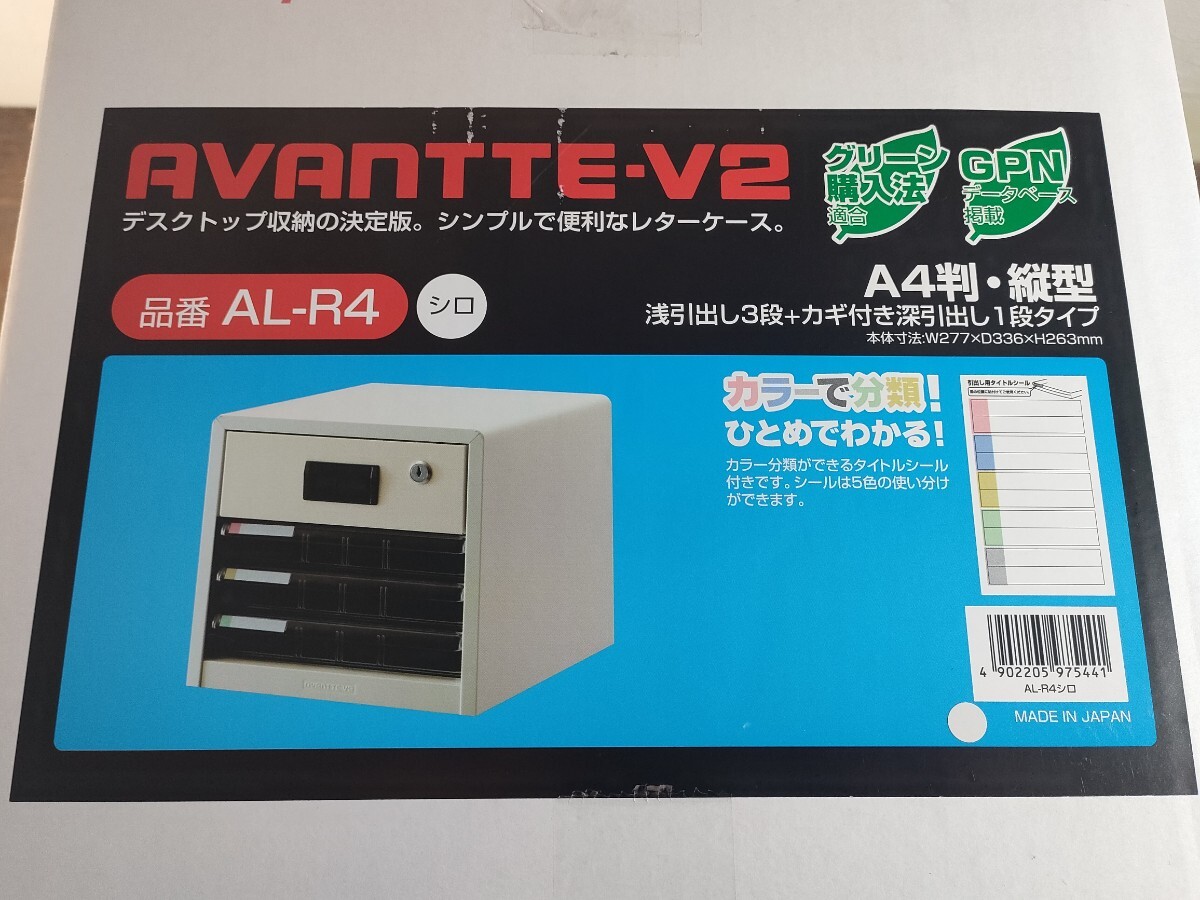 AVANTTE-V2
デスクトップ収納の決定版。シンプルで便利なレターケース。
グリーン
購入法
適合
GPN
データベース
掲載
品番 AL-R4
シロ
A4判・縦型
浅引出し3段+カギ付き深引出し1段タイプ
本体寸法:W277×D336×H263mm
カラーで分類!
ひとめでわかる!
カラー分類ができるタイトルシール
付きです。シールは5色の使い分け
ができます。
引出し用タイトルシール
AVANTTE-V2
4 902205 975441
AL-R4シロ
MADE IN JAPAN